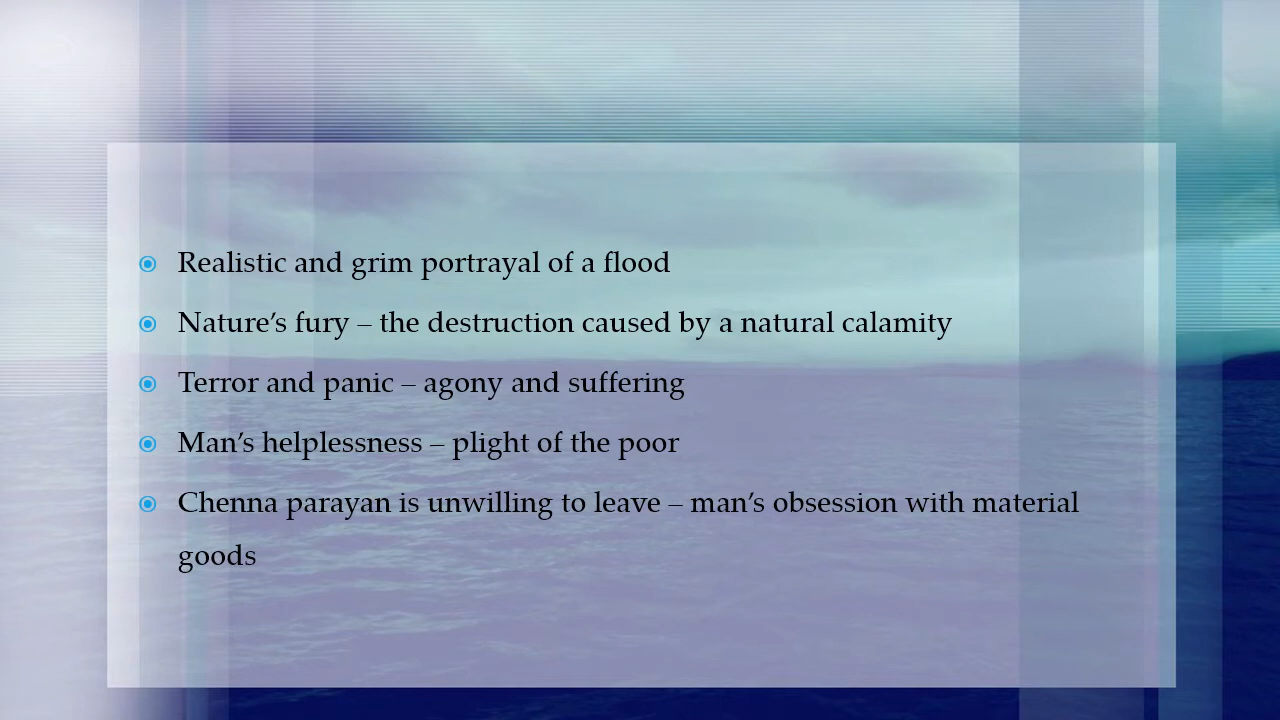 Realistic and grim portrayal of a flood
Nature’s fury – the destruction caused by a natural calamity
Terror and panic – agony and suffering
Man’s helplessness – plight of the poor
Chenna parayan is unwilling to leave – man’s obsession with material
goods